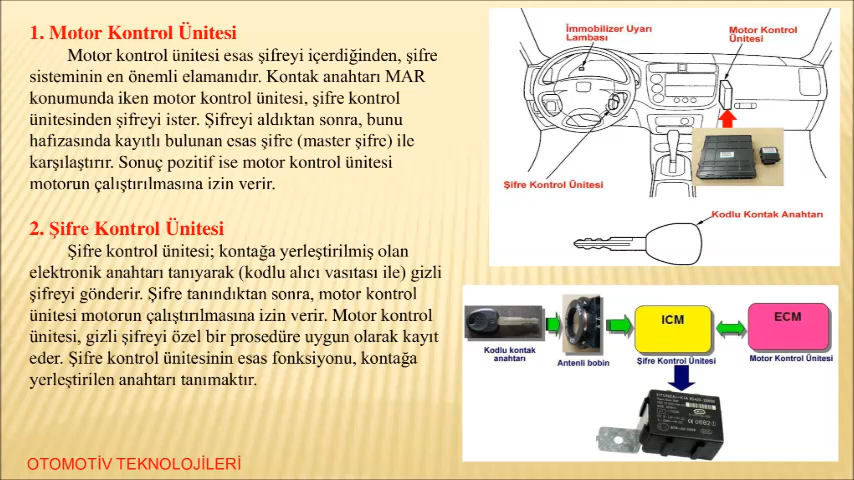 1. Motor Kontrol Ünitesi
Motor kontrol ünitesi esas şifreyi içerdiğinden, şifre
sisteminin en önemli elamanıdır. Kontak anahtarı MAR
konumunda iken motor kontrol ünitesi, şifre kontrol
ünitesinden şifreyi ister. Şifreyi aldıktan sonra, bunu
hafızasında kayıtlı bulunan esas şifre (master şifre) ile
karşılaştırır. Sonuç pozitif ise motor kontrol ünitesi
motorun çalıştırılmasına izin verir.
2. Şifre Kontrol Ünitesi
Şifre kontrol ünitesi; kontağa yerleştirilmiş olan
elektronik anahtarı tanıyarak (kodlu alıcı vasıtası ile) gizli
şifreyi gönderir. Şifre tanındıktan sonra, motor kontrol
ünitesi motorun çalıştırılmasına izin verir. Motor kontrol
ünitesi, gizli şifreyi özel bir prosedüre uygun olarak kayıt
eder. Şifre kontrol ünitesinin esas fonksiyonu, kontağa
yerleştirilen anahtarı tanımaktır.
OTOMOTİV TEKNOLOJİLERİ
İmmobilizer Uyarı
Lambası
Motor Kontrol
Ünitesi
Şifre Kontrol Ünitesi
Kodlu Kontak Anahtarı
Kodlu kontak
anahtarı
Antenli bobin
ICM
Şifre Kontrol Ünitesi
ECM
Motor Kontrol Ünitesi